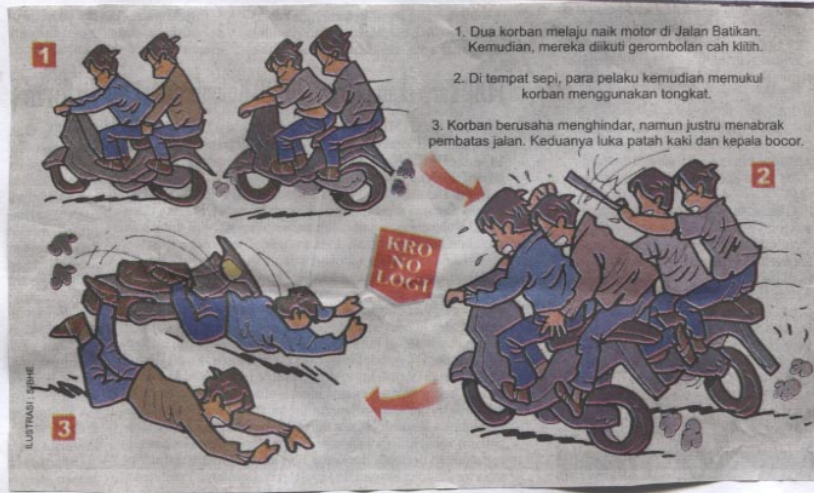 1
1. Dua korban melaju naik motor di Jalan Batikan.
Kemudian, mereka diikuti gerombolan cah klitih.
2. Di tempat sepi, para pelaku kemudian memukul
korban menggunakan tongkat.
3. Korban berusaha menghindar, namun justru menabrak
pembatas jalan. Keduanya luka patah kaki dan kepala bocor.
2
KRO
NO
LOGI
3
ILUSTRASI :